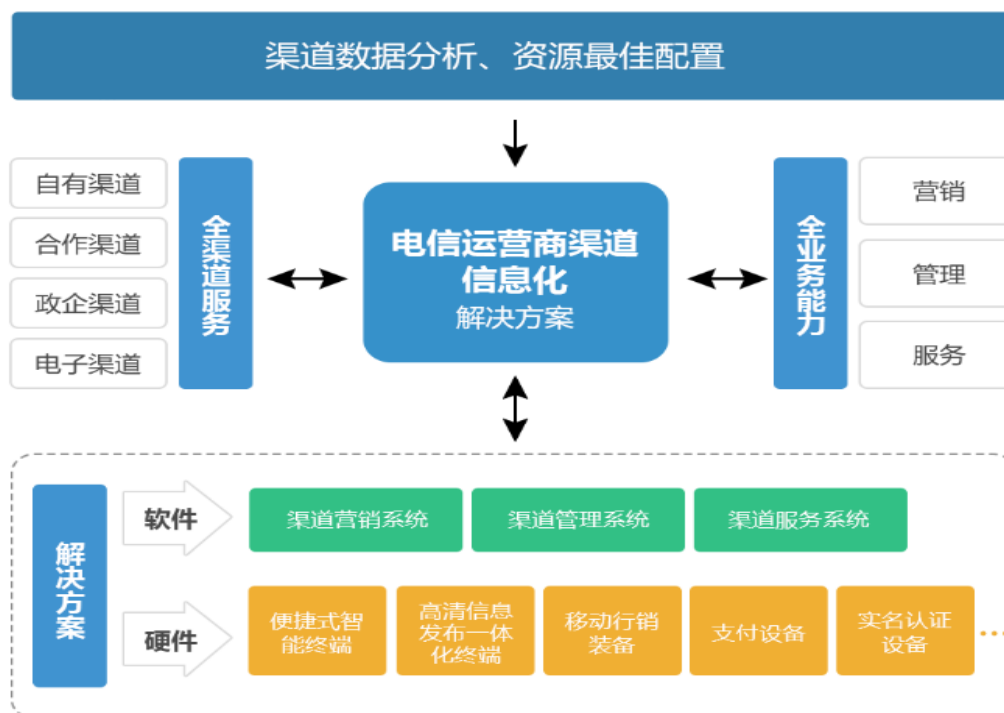 渠道数据分析、资源最佳配置
自有渠道
合作渠道
政企渠道
电子渠道
全渠道服务
电信运营商渠道
信息化
解决方案
全业务能力
营销
管理
服务
解决方案
软件
渠道营销系统
渠道管理系统
渠道服务系统
硬件
便捷式智
能终端
高清信息
发布一体
化终端
移动行销
装备
支付设备
实名认证
设备
…